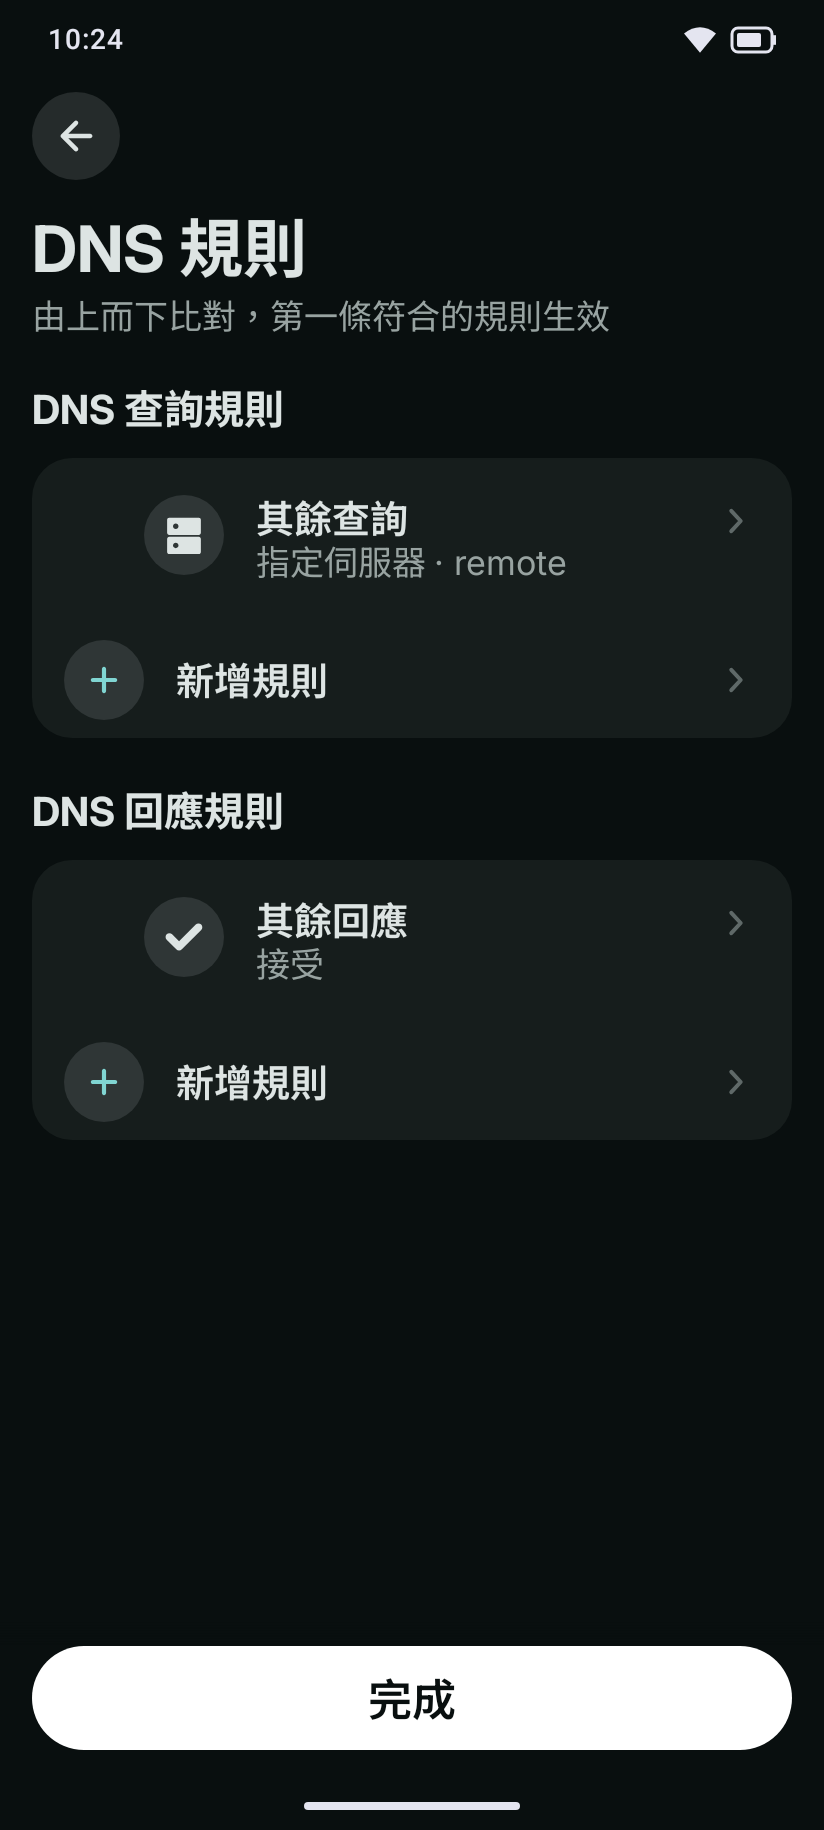 10:24
DNS 規則
由上而下比對，第一條符合的規則生效
DNS 查詢規則
其餘查詢
指定伺服器 · remote
新增規則
DNS 回應規則
其餘回應
接受
新增規則
完成